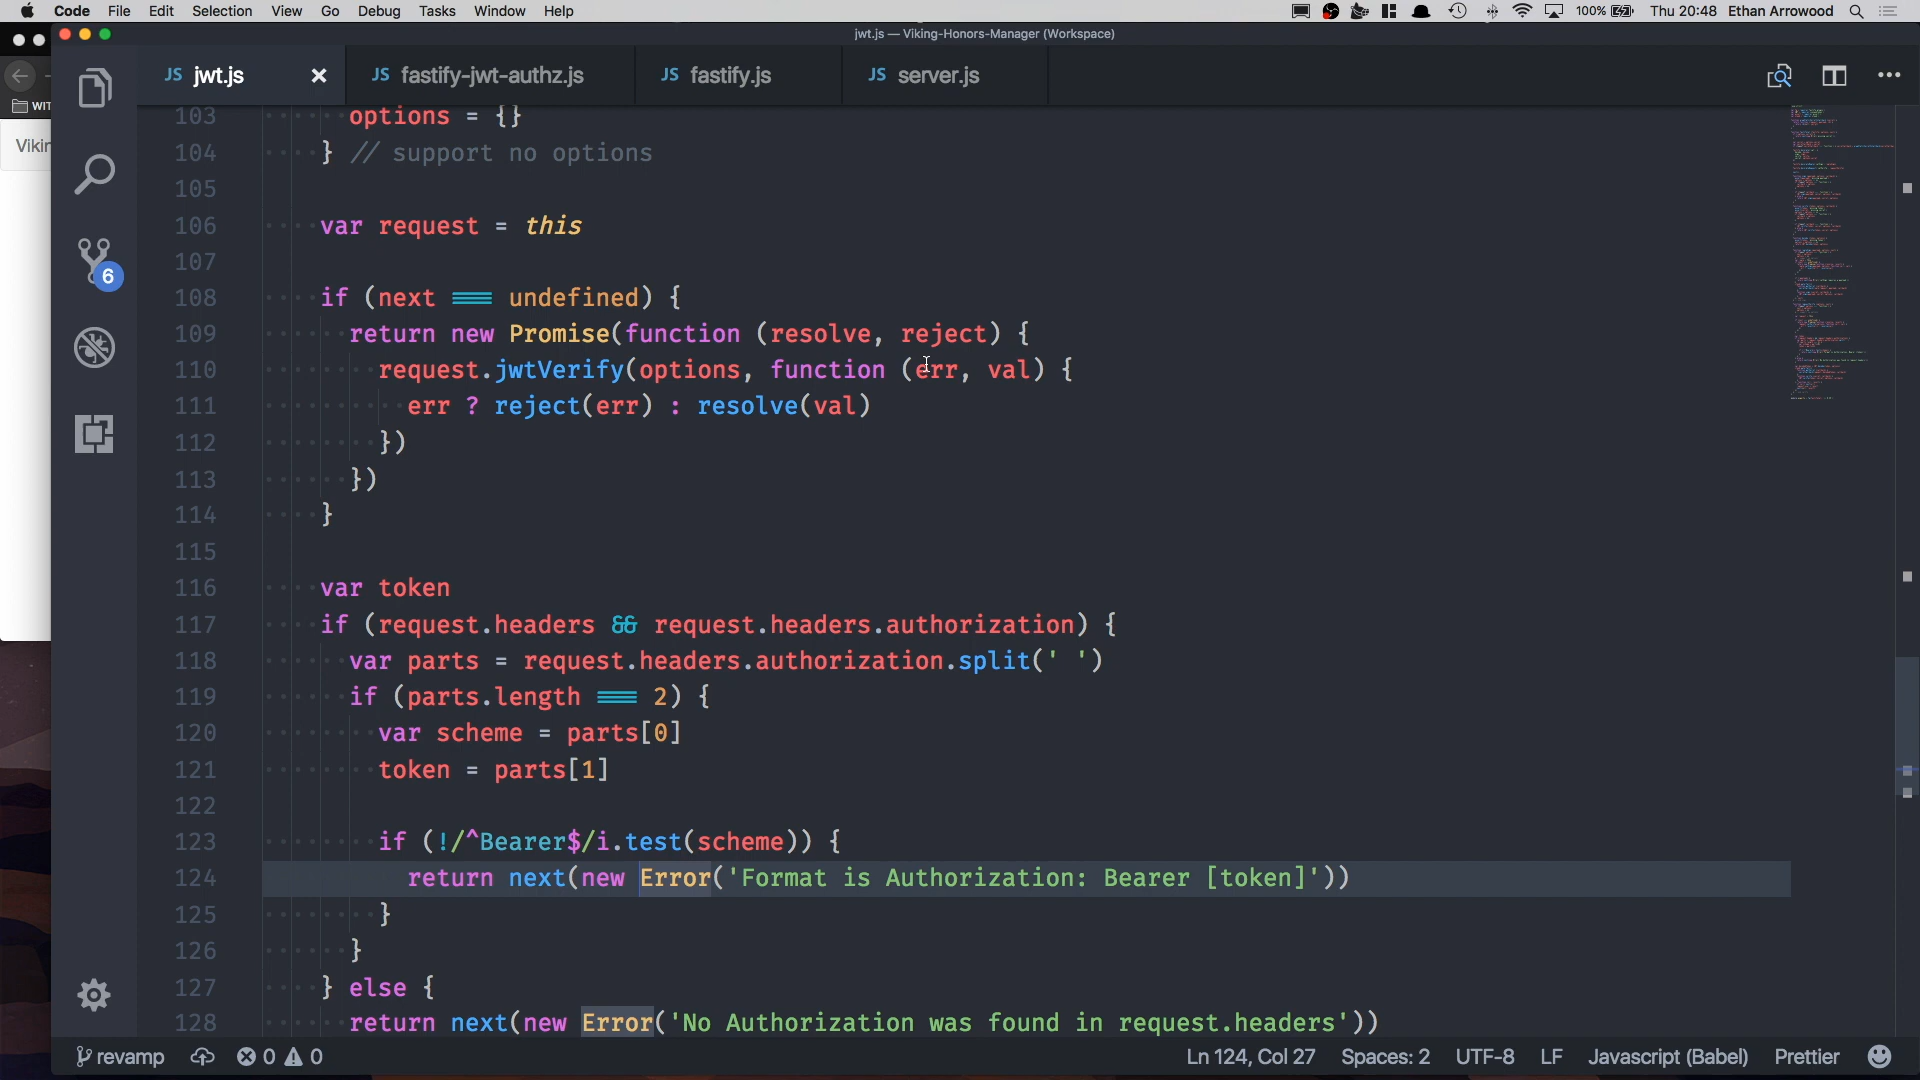 Code File Edit Selection View Go Debug Tasks Window Help 100% Thu 20:48 Ethan Arrowood
jwt.js — Viking-Honors-Manager (Workspace)
JS jwt.js JS fastify-jwt-authz.js JS fastify.js JS server.js
103 options = {}
104 } // support no options
105
106 var request = this
107
108 if (next === undefined) {
109 return new Promise(function (resolve, reject) {
110 request.jwtVerify(options, function (err, val) {
111 err ? reject(err) : resolve(val)
112 })
113 })
114 }
115
116 var token
117 if (request.headers && request.headers.authorization) {
118 var parts = request.headers.authorization.split(' ')
119 if (parts.length === 2) {
120 var scheme = parts[0]
121 token = parts[1]
122
123 if (!/^Bearer$/i.test(scheme)) {
124 return next(new Error('Format is Authorization: Bearer [token]'))
125 }
126 }
127 } else {
128 return next(new Error('No Authorization was found in request.headers'))
WIT
Vikin
6
revamp 0 0 Ln 124, Col 27 Spaces: 2 UTF-8 LF Javascript (Babel) Prettier